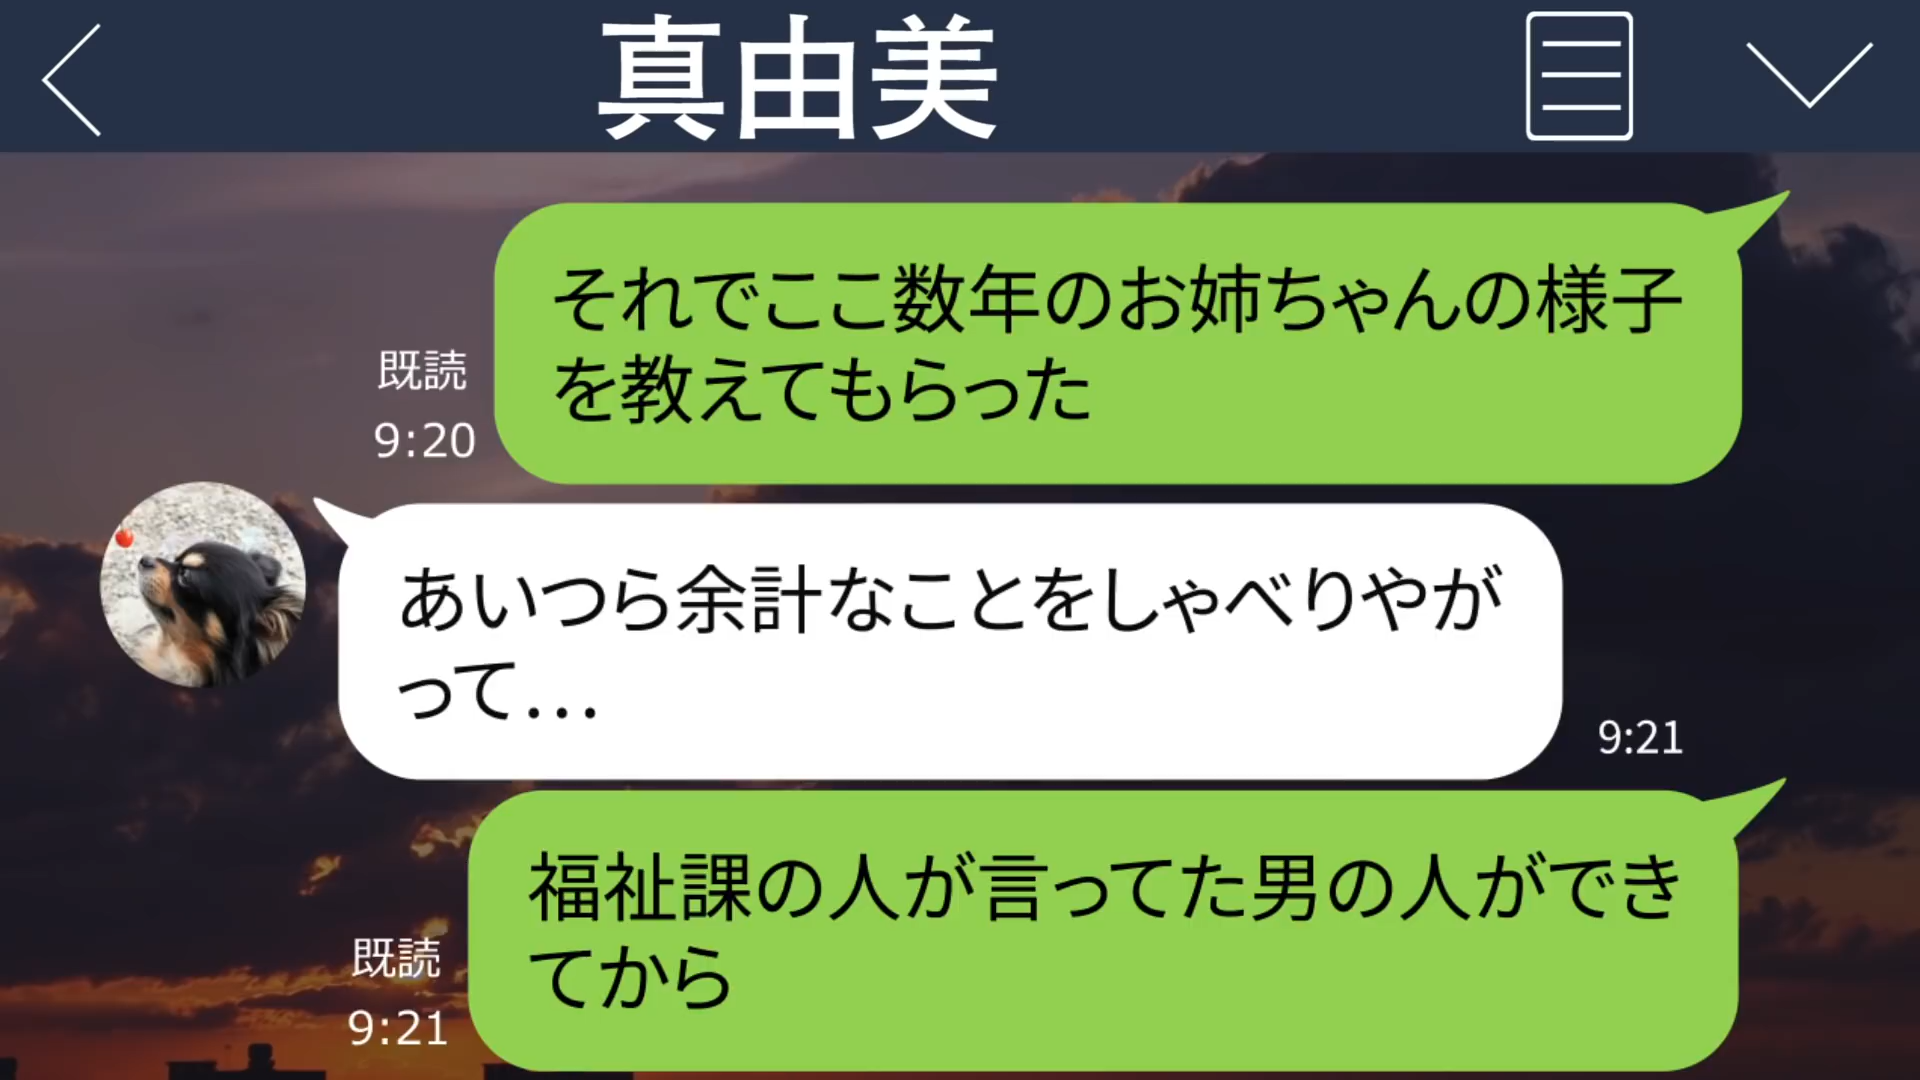 真由美
それでここ数年のお姉ちゃんの様子
を教えてもらった
既読
9:20
あいつら余計なことをしゃべりやが
って…
9:21
福祉課の人が言ってた男の人ができ
てから
既読
9:21